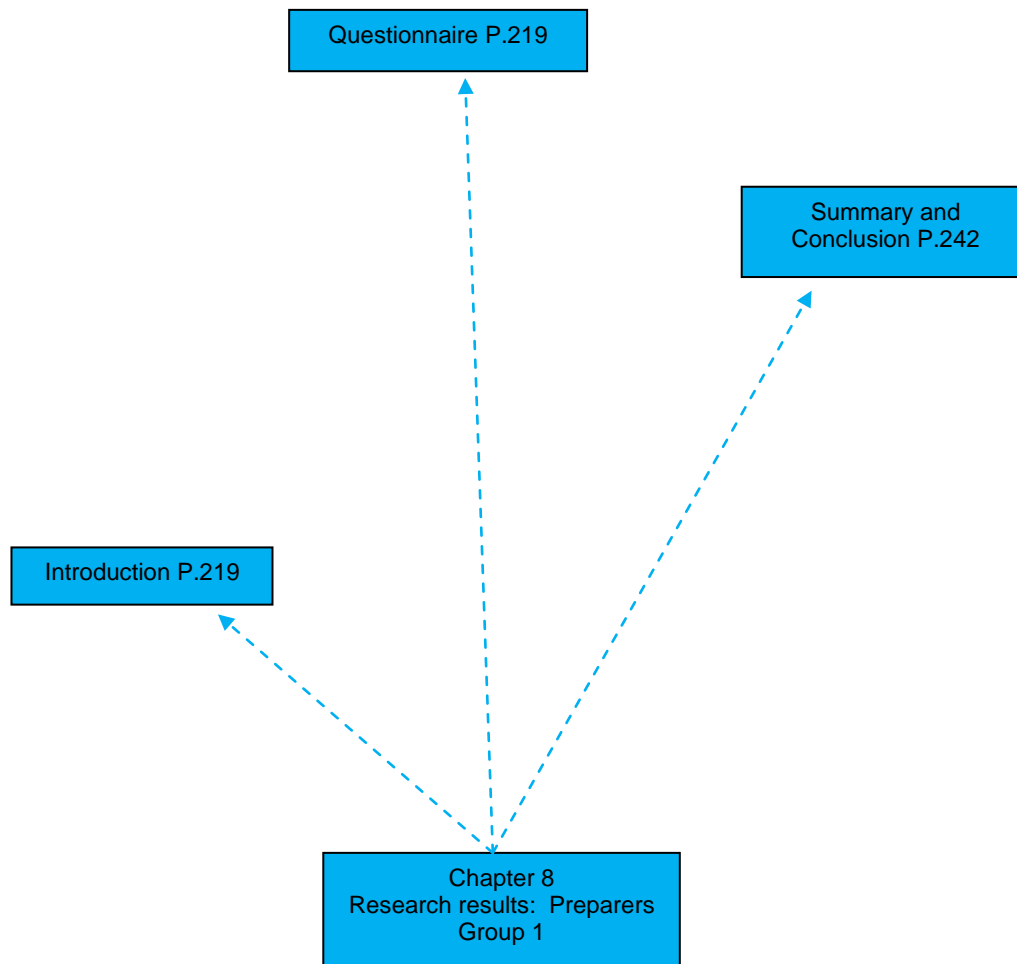 Questionnaire P.219
Summary and
Conclusion P.242
Introduction P.219
Chapter 8
Research results:  Preparers
Group 1